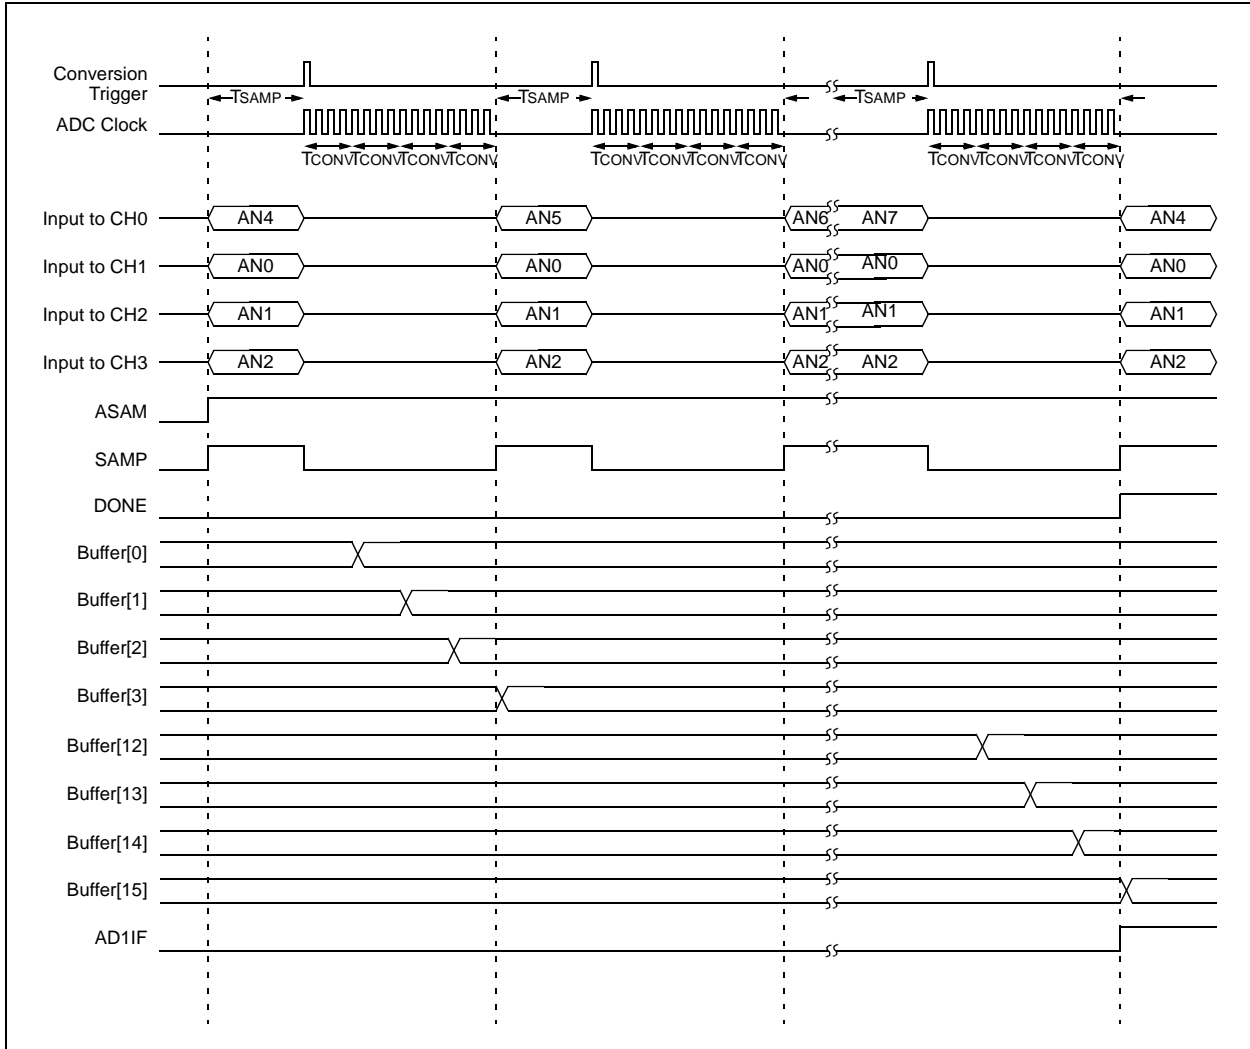 Conversion
Trigger
TSAMP TSAMP TSAMP
ADC Clock
TCONV TCONV TCONV TCONV TCONV TCONV TCONV TCONV TCONV TCONV TCONV TCONV
Input to CH0 AN4 AN5 AN6 AN7 AN4
Input to CH1 AN0 AN0 AN0 AN0 AN0
Input to CH2 AN1 AN1 AN1 AN1 AN1
Input to CH3 AN2 AN2 AN2 AN2 AN2
ASAM
SAMP
DONE
Buffer[0]
Buffer[1]
Buffer[2]
Buffer[3]
Buffer[12]
Buffer[13]
Buffer[14]
Buffer[15]
AD1IF